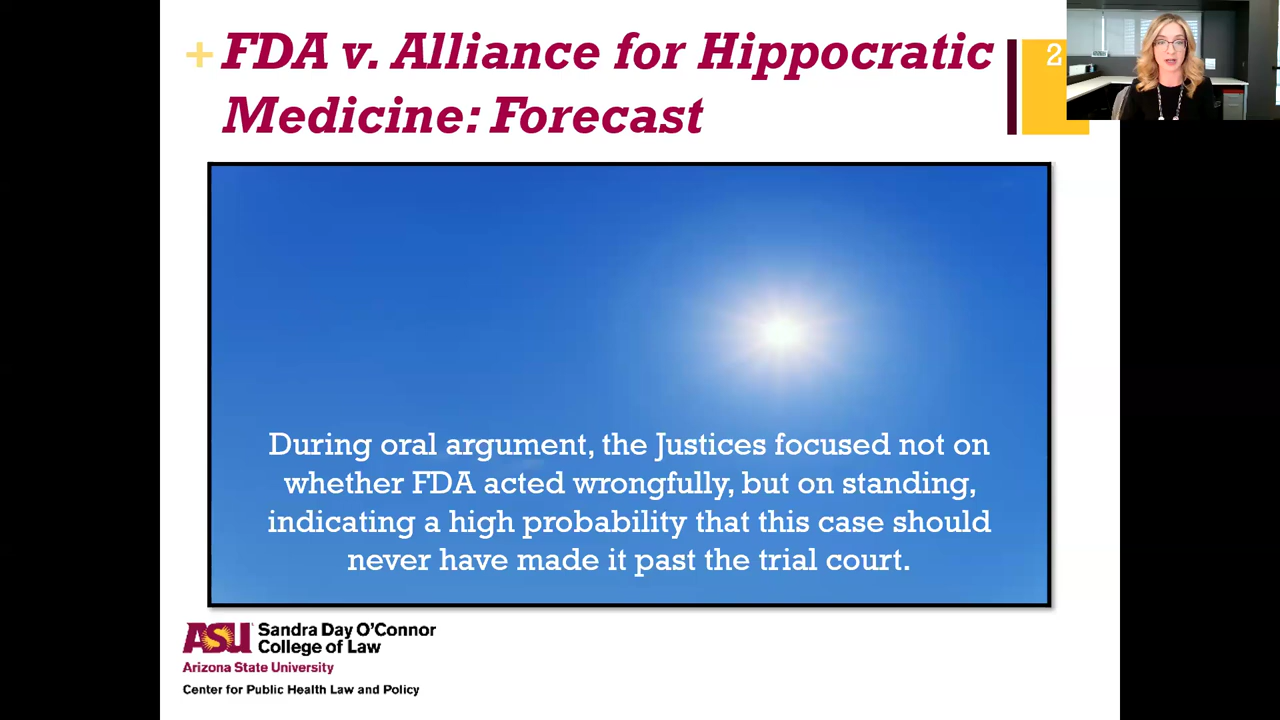 + FDA v. Alliance for Hippocratic
Medicine: Forecast
2
During oral argument, the Justices focused not on
whether FDA acted wrongfully, but on standing,
indicating a high probability that this case should
never have made it past the trial court.
ASU Sandra Day O'Connor
College of Law
Arizona State University
Center for Public Health Law and Policy